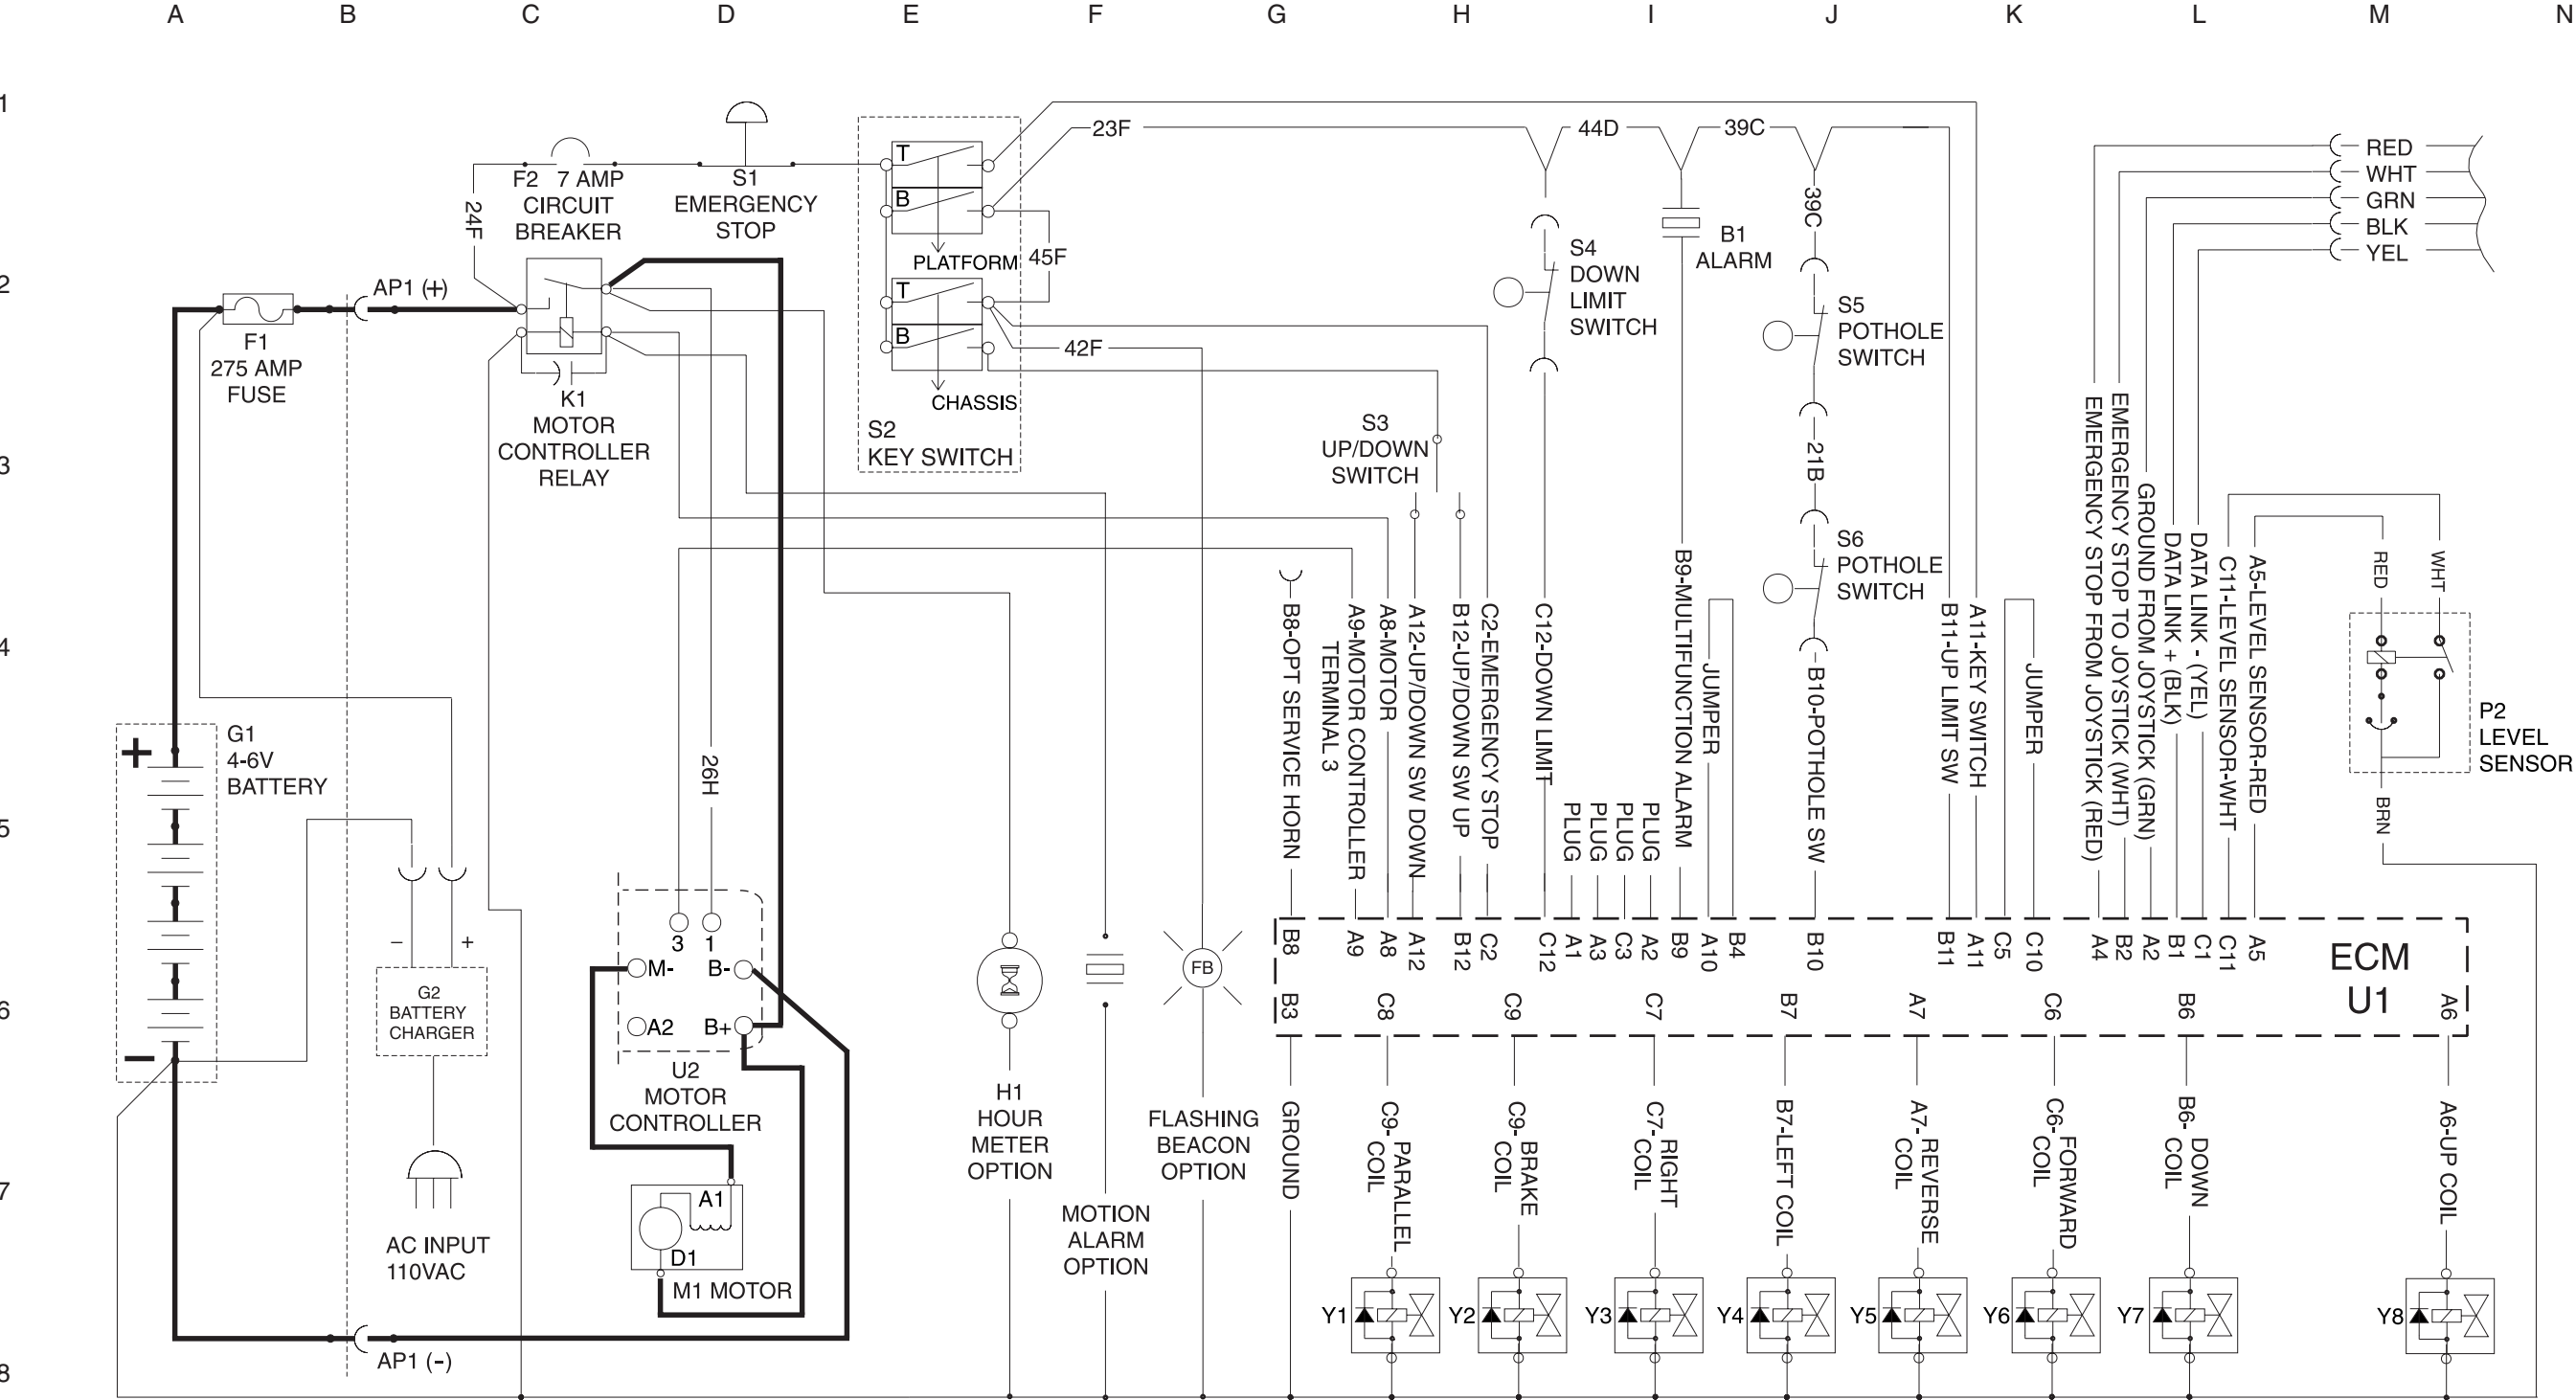 A B C D E F G H I J K L M N
1
2
3
4
5
6
7
8
F2 7 AMP
CIRCUIT
BREAKER
24F
S1
EMERGENCY
STOP
T
B
PLATFORM
45F
T
B
CHASSIS
S2
KEY SWITCH
23F
44D
39C
39C
42F
AP1 (+)
F1
275 AMP
FUSE
K1
MOTOR
CONTROLLER
RELAY
S3
UP/DOWN
SWITCH
S4
DOWN
LIMIT
SWITCH
B1
ALARM
S5
POTHOLE
SWITCH
21B
S6
POTHOLE
SWITCH
RED
WHT
GRN
BLK
YEL
G1
4-6V
BATTERY
+
−
26H
B8-OPT SERVICE HORN
A9-MOTOR CONTROLLER
TERMINAL 3
A8-MOTOR
A12-UP/DOWN SW DOWN
B12-UP/DOWN SW UP
C2-EMERGENCY STOP
C12-DOWN LIMIT
PLUG
PLUG
PLUG
PLUG
B9-MULTIFUNCTION ALARM
JUMPER
B10-POTHOLE SW
B11-UP LIMIT SW
A11-KEY SWITCH
JUMPER
EMERGENCY STOP FROM JOYSTICK (RED)
EMERGENCY STOP TO JOYSTICK (WHT)
GROUND FROM JOYSTICK (GRN)
DATA LINK + (BLK)
DATA LINK - (YEL)
C11-LEVEL SENSOR-WHT
A5-LEVEL SENSOR-RED
RED
WHT
BRN
P2
LEVEL
SENSOR
− +
G2
BATTERY
CHARGER
AC INPUT
110VAC
3 1
M- B-
A2 B+
U2
MOTOR
CONTROLLER
A1
D1
M1 MOTOR
AP1 (-)
H1
HOUR
METER
OPTION
MOTION
ALARM
OPTION
FB
FLASHING
BEACON
OPTION
B8 A9 A8 A12 B12 C2 C12 A1 A3 C3 A2 B9 A10 B4 B10 B11 A11 C5 C10 A4 B2 A2 B1 C1 C11 A5
ECM
U1
B3 C8 C9 C7 B7 A7 C6 B6 A6
GROUND
C9- PARALLEL
COIL
C9- BRAKE
COIL
C7- RIGHT
COIL
B7-LEFT COIL
A7- REVERSE
COIL
C6- FORWARD
COIL
B6- DOWN
COIL
A6-UP COIL
Y1 Y2 Y3 Y4 Y5 Y6 Y7 Y8